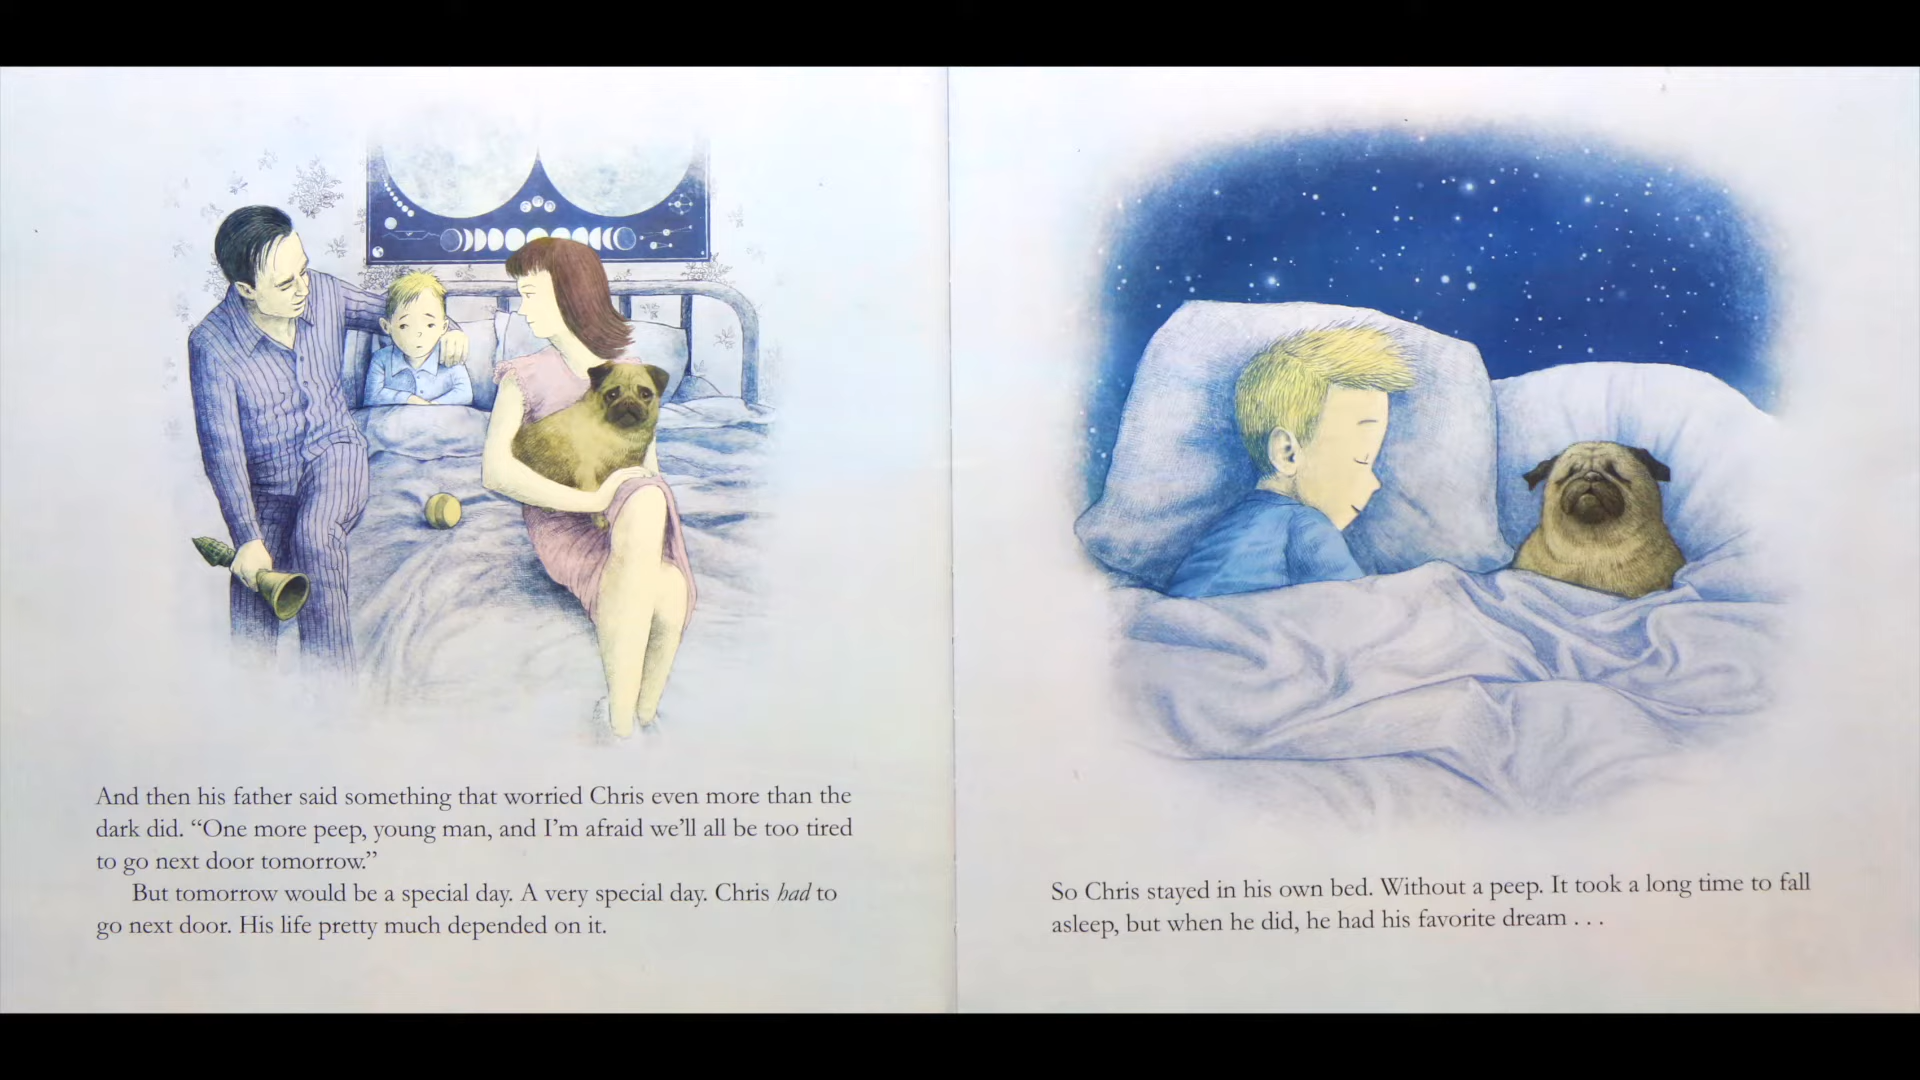 And then his father said something that worried Chris even more than the
dark did. “One more peep, young man, and I’m afraid we’ll all be too tired
to go next door tomorrow.”
But tomorrow would be a special day. A very special day. Chris had to
go next door. His life pretty much depended on it.
So Chris stayed in his own bed. Without a peep. It took a long time to fall
asleep, but when he did, he had his favorite dream . . .